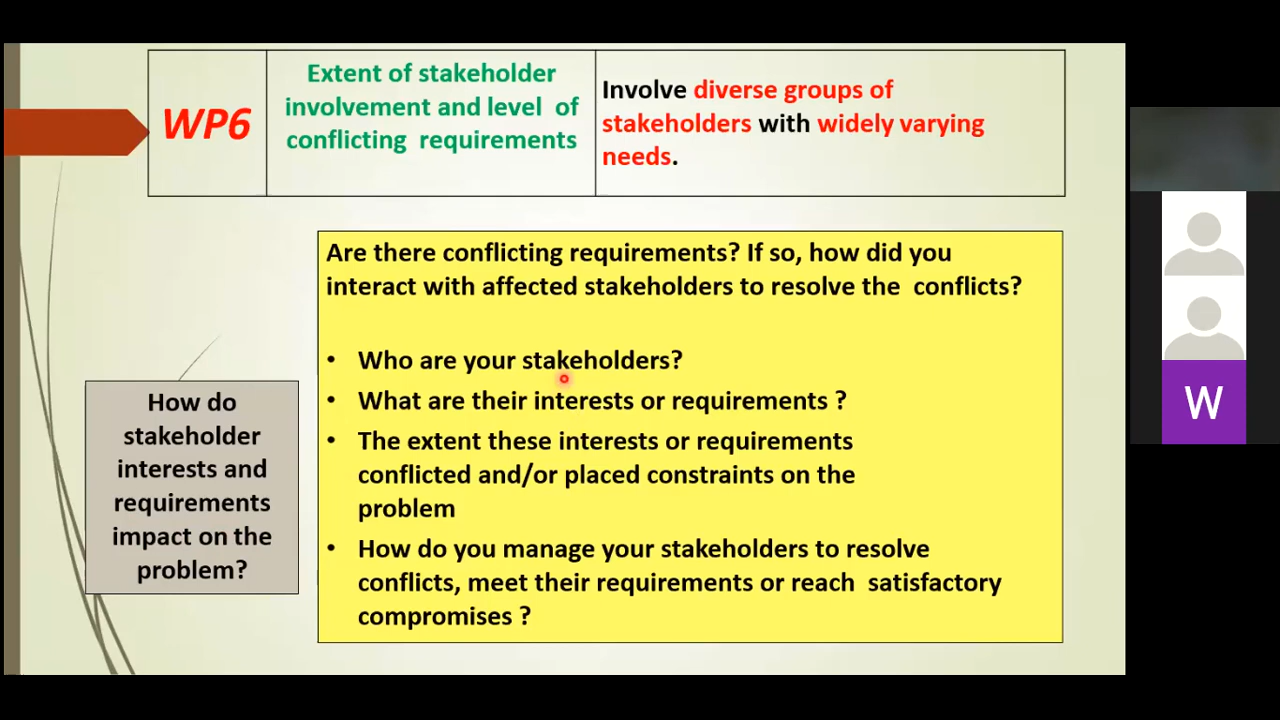 WP6
Extent of stakeholder
involvement and level of
conflicting requirements
Involve diverse groups of
stakeholders with widely varying
needs.
Are there conflicting requirements? If so, how did you
interact with affected stakeholders to resolve the conflicts?
• Who are your stakeholders?
• What are their interests or requirements ?
• The extent these interests or requirements
conflicted and/or placed constraints on the
problem
• How do you manage your stakeholders to resolve
conflicts, meet their requirements or reach satisfactory
compromises ?
How do
stakeholder
interests and
requirements
impact on the
problem?
W